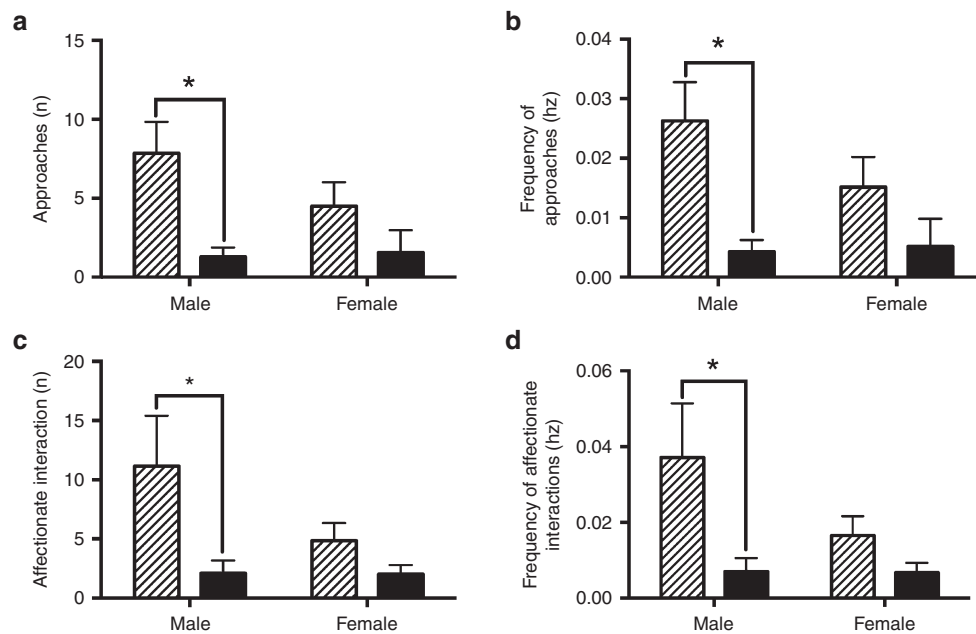 a
Approaches (n)
15
10
5
0
*
Male
Female
b
Frequency of
approaches (hz)
0.04
0.03
0.02
0.01
0.00
*
Male
Female
c
Affectionate interaction (n)
20
15
10
5
0
*
Male
Female
d
Frequency of affectionate
interactions (hz)
0.06
0.04
0.02
0.00
*
Male
Female